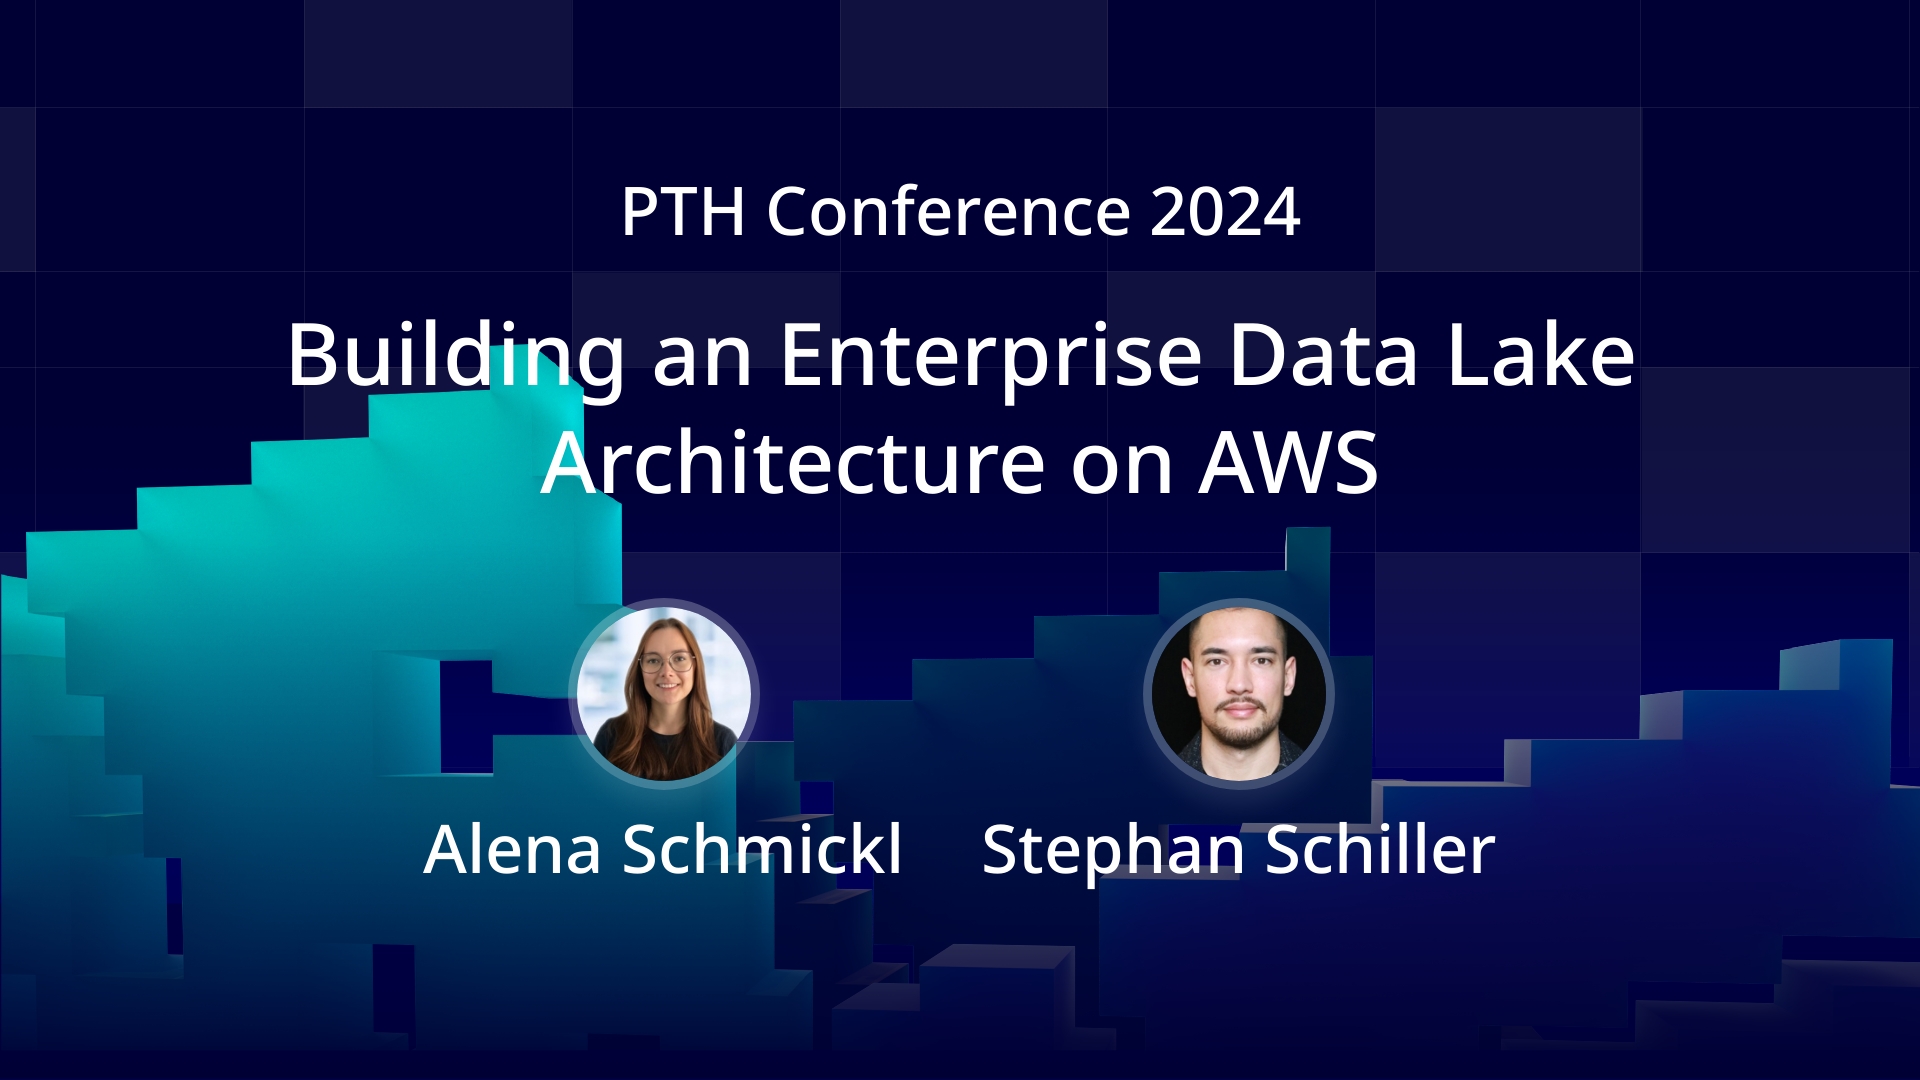 PTH Conference 2024
Building an Enterprise Data Lake
Architecture on AWS
Alena Schmickl
Stephan Schiller